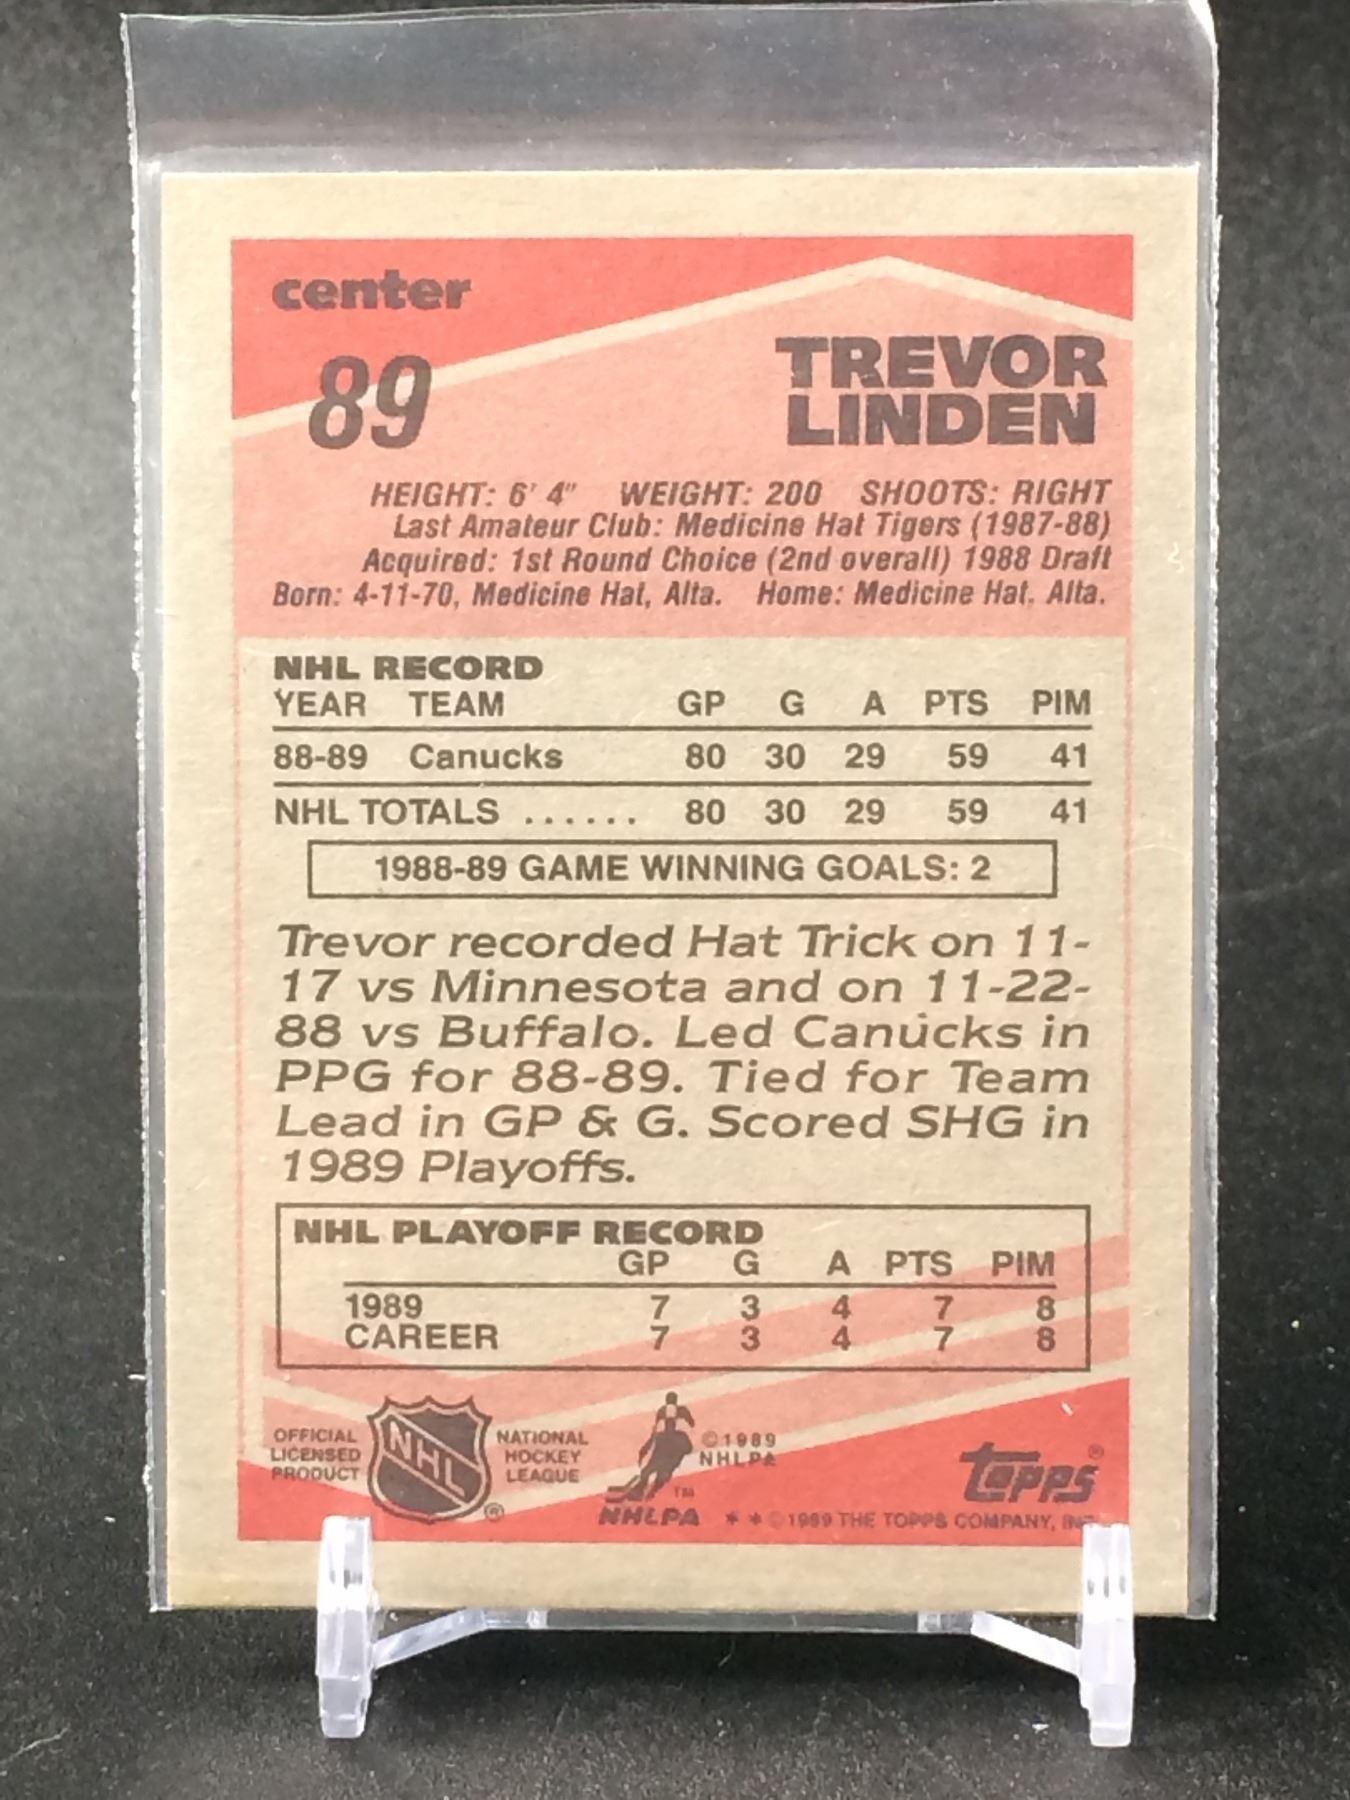 center
89
TREVOR
LINDEN
HEIGHT: 6' 4" WEIGHT: 200 SHOOTS: RIGHT
Last Amateur Club: Medicine Hat Tigers (1987-88)
Acquired: 1st Round Choice (2nd overall) 1988 Draft
Born: 4-11-70, Medicine Hat, Alta. Home: Medicine Hat, Alta.
NHL RECORD
YEAR TEAM GP G A PTS PIM
88-89 Canucks 80 30 29 59 41
NHL TOTALS ...... 80 30 29 59 41
1988-89 GAME WINNING GOALS: 2
Trevor recorded Hat Trick on 11-
17 vs Minnesota and on 11-22-
88 vs Buffalo. Led Canucks in
PPG for 88-89. Tied for Team
Lead in GP & G. Scored SHG in
1989 Playoffs.
NHL PLAYOFF RECORD
GP G A PTS PIM
1989 7 3 4 7 8
CAREER 7 3 4 7 8
OFFICIAL
LICENSED
PRODUCT
NHL
®
NATIONAL
HOCKEY
LEAGUE
TM
NHLPA
©1989
NHLPA
Topps®
* * ©1989 THE TOPPS COMPANY, INC.